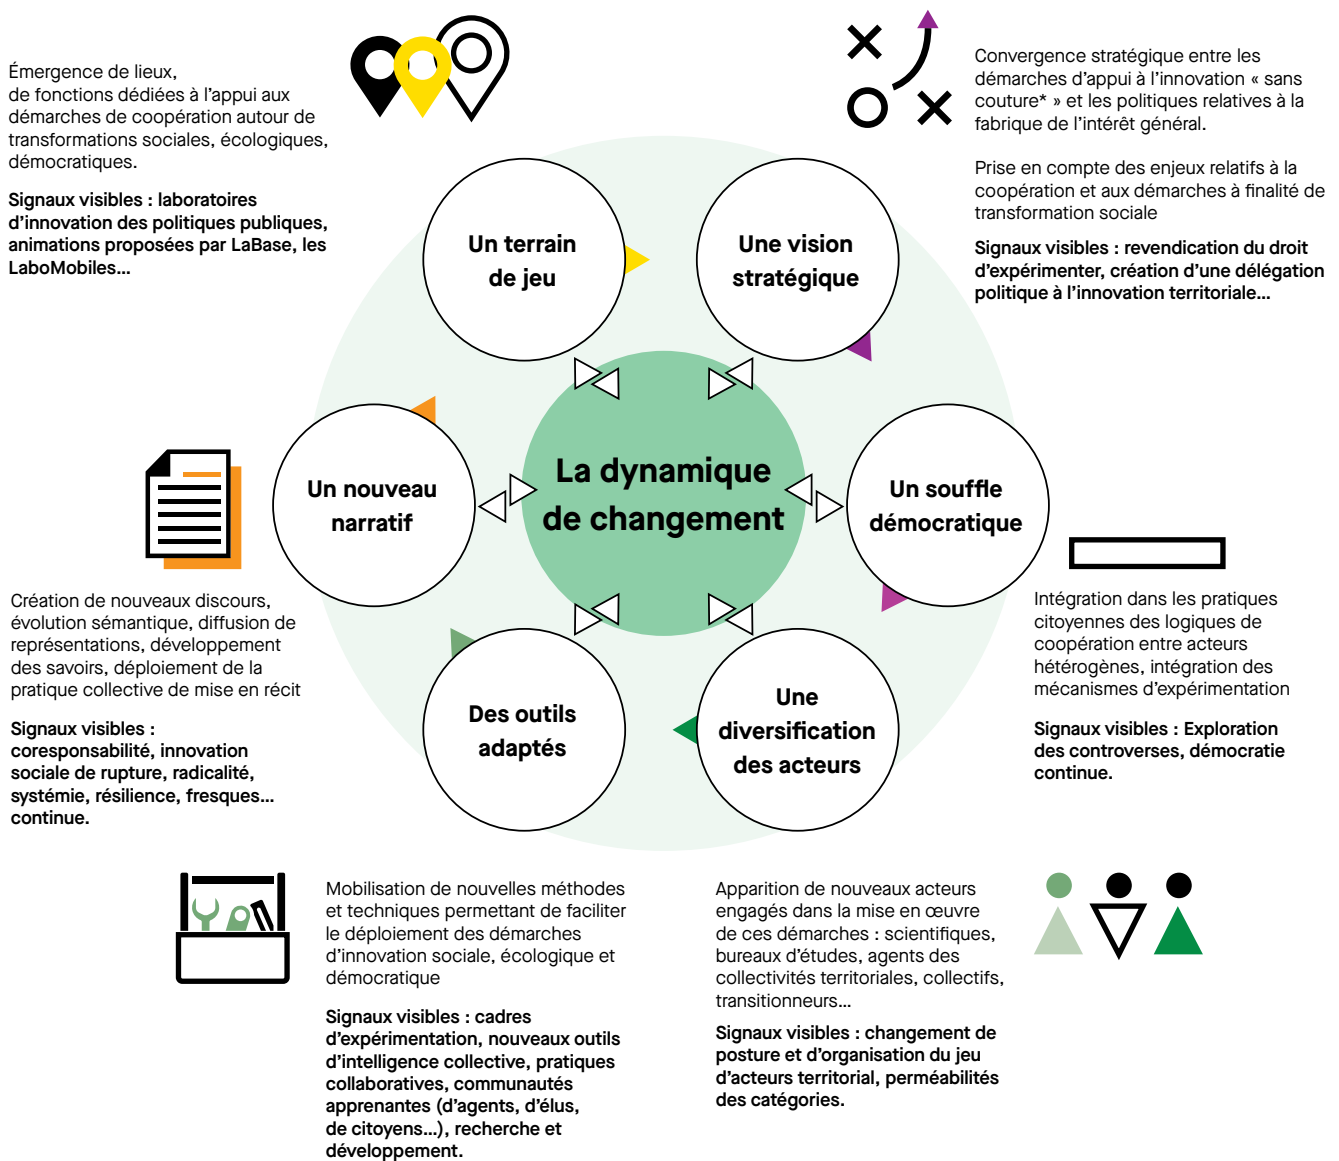 Émergence de lieux,
de fonctions dédiées à l’appui aux
démarches de coopération autour de
transformations sociales, écologiques,
démocratiques.
Signaux visibles : laboratoires
d’innovation des politiques publiques,
animations proposées par LaBase, les
LaboMobiles...
Convergence stratégique entre les
démarches d’appui à l’innovation « sans
couture* » et les politiques relatives à la
fabrique de l’intérêt général.
Prise en compte des enjeux relatifs à la
coopération et aux démarches à finalité de
transformation sociale
Signaux visibles : revendication du droit
d’expérimenter, création d’une délégation
politique à l’innovation territoriale...
Un terrain
de jeu
Une vision
stratégique
La dynamique
de changement
Un nouveau
narratif
Un souffle
démocratique
Des outils
adaptés
Une
diversification
des acteurs
Création de nouveaux discours,
évolution sémantique, diffusion de
représentations, développement
des savoirs, déploiement de la
pratique collective de mise en récit
Signaux visibles :
coresponsabilité, innovation
sociale de rupture, radicalité,
systémie, résilience, fresques...
continue.
Intégration dans les pratiques
citoyennes des logiques de
coopération entre acteurs
hétérogènes, intégration des
mécanismes d’expérimentation
Signaux visibles : Exploration
des controverses, démocratie
continue.
Mobilisation de nouvelles méthodes
et techniques permettant de faciliter
le déploiement des démarches
d’innovation sociale, écologique et
démocratique
Signaux visibles : cadres
d’expérimentation, nouveaux outils
d’intelligence collective, pratiques
collaboratives, communautés
apprenantes (d’agents, d’élus,
de citoyens...), recherche et
développement.
Apparition de nouveaux acteurs
engagés dans la mise en œuvre
de ces démarches : scientifiques,
bureaux d’études, agents des
collectivités territoriales, collectifs,
transitionneurs...
Signaux visibles : changement de
posture et d’organisation du jeu
d’acteurs territorial, perméabilités
des catégories.